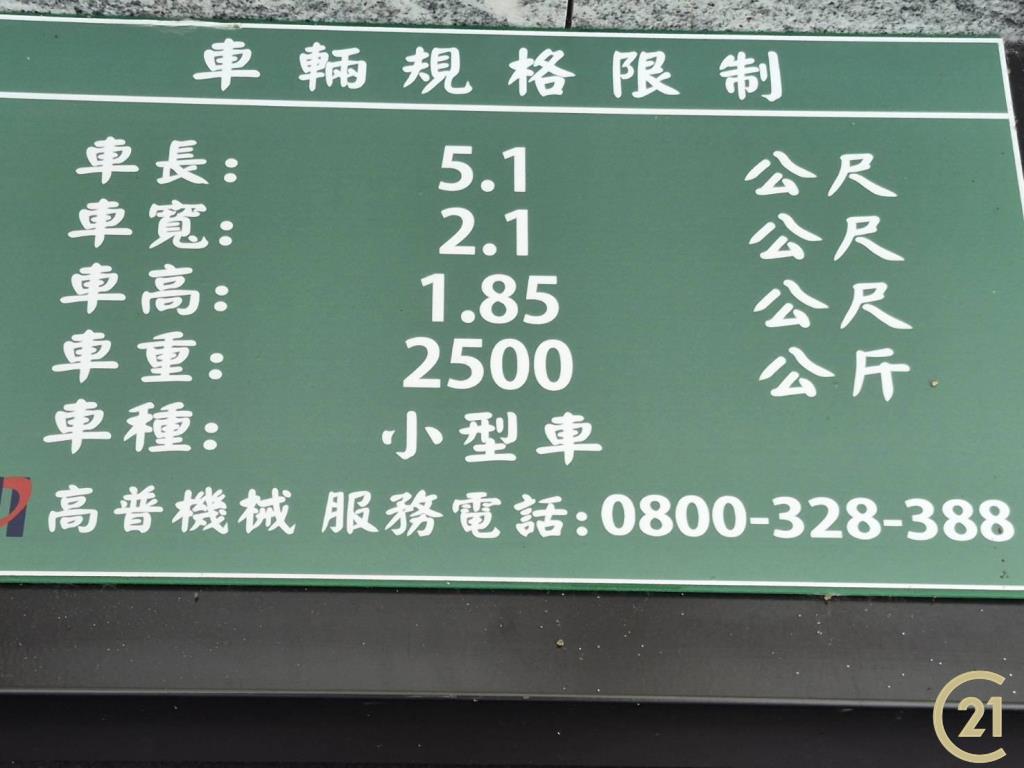 車輛規格限制
車長: 5.1 公尺
車寬: 2.1 公尺
車高: 1.85 公尺
車重: 2500 公斤
車種: 小型車
高普機械 服務電話:0800-328-388
C21